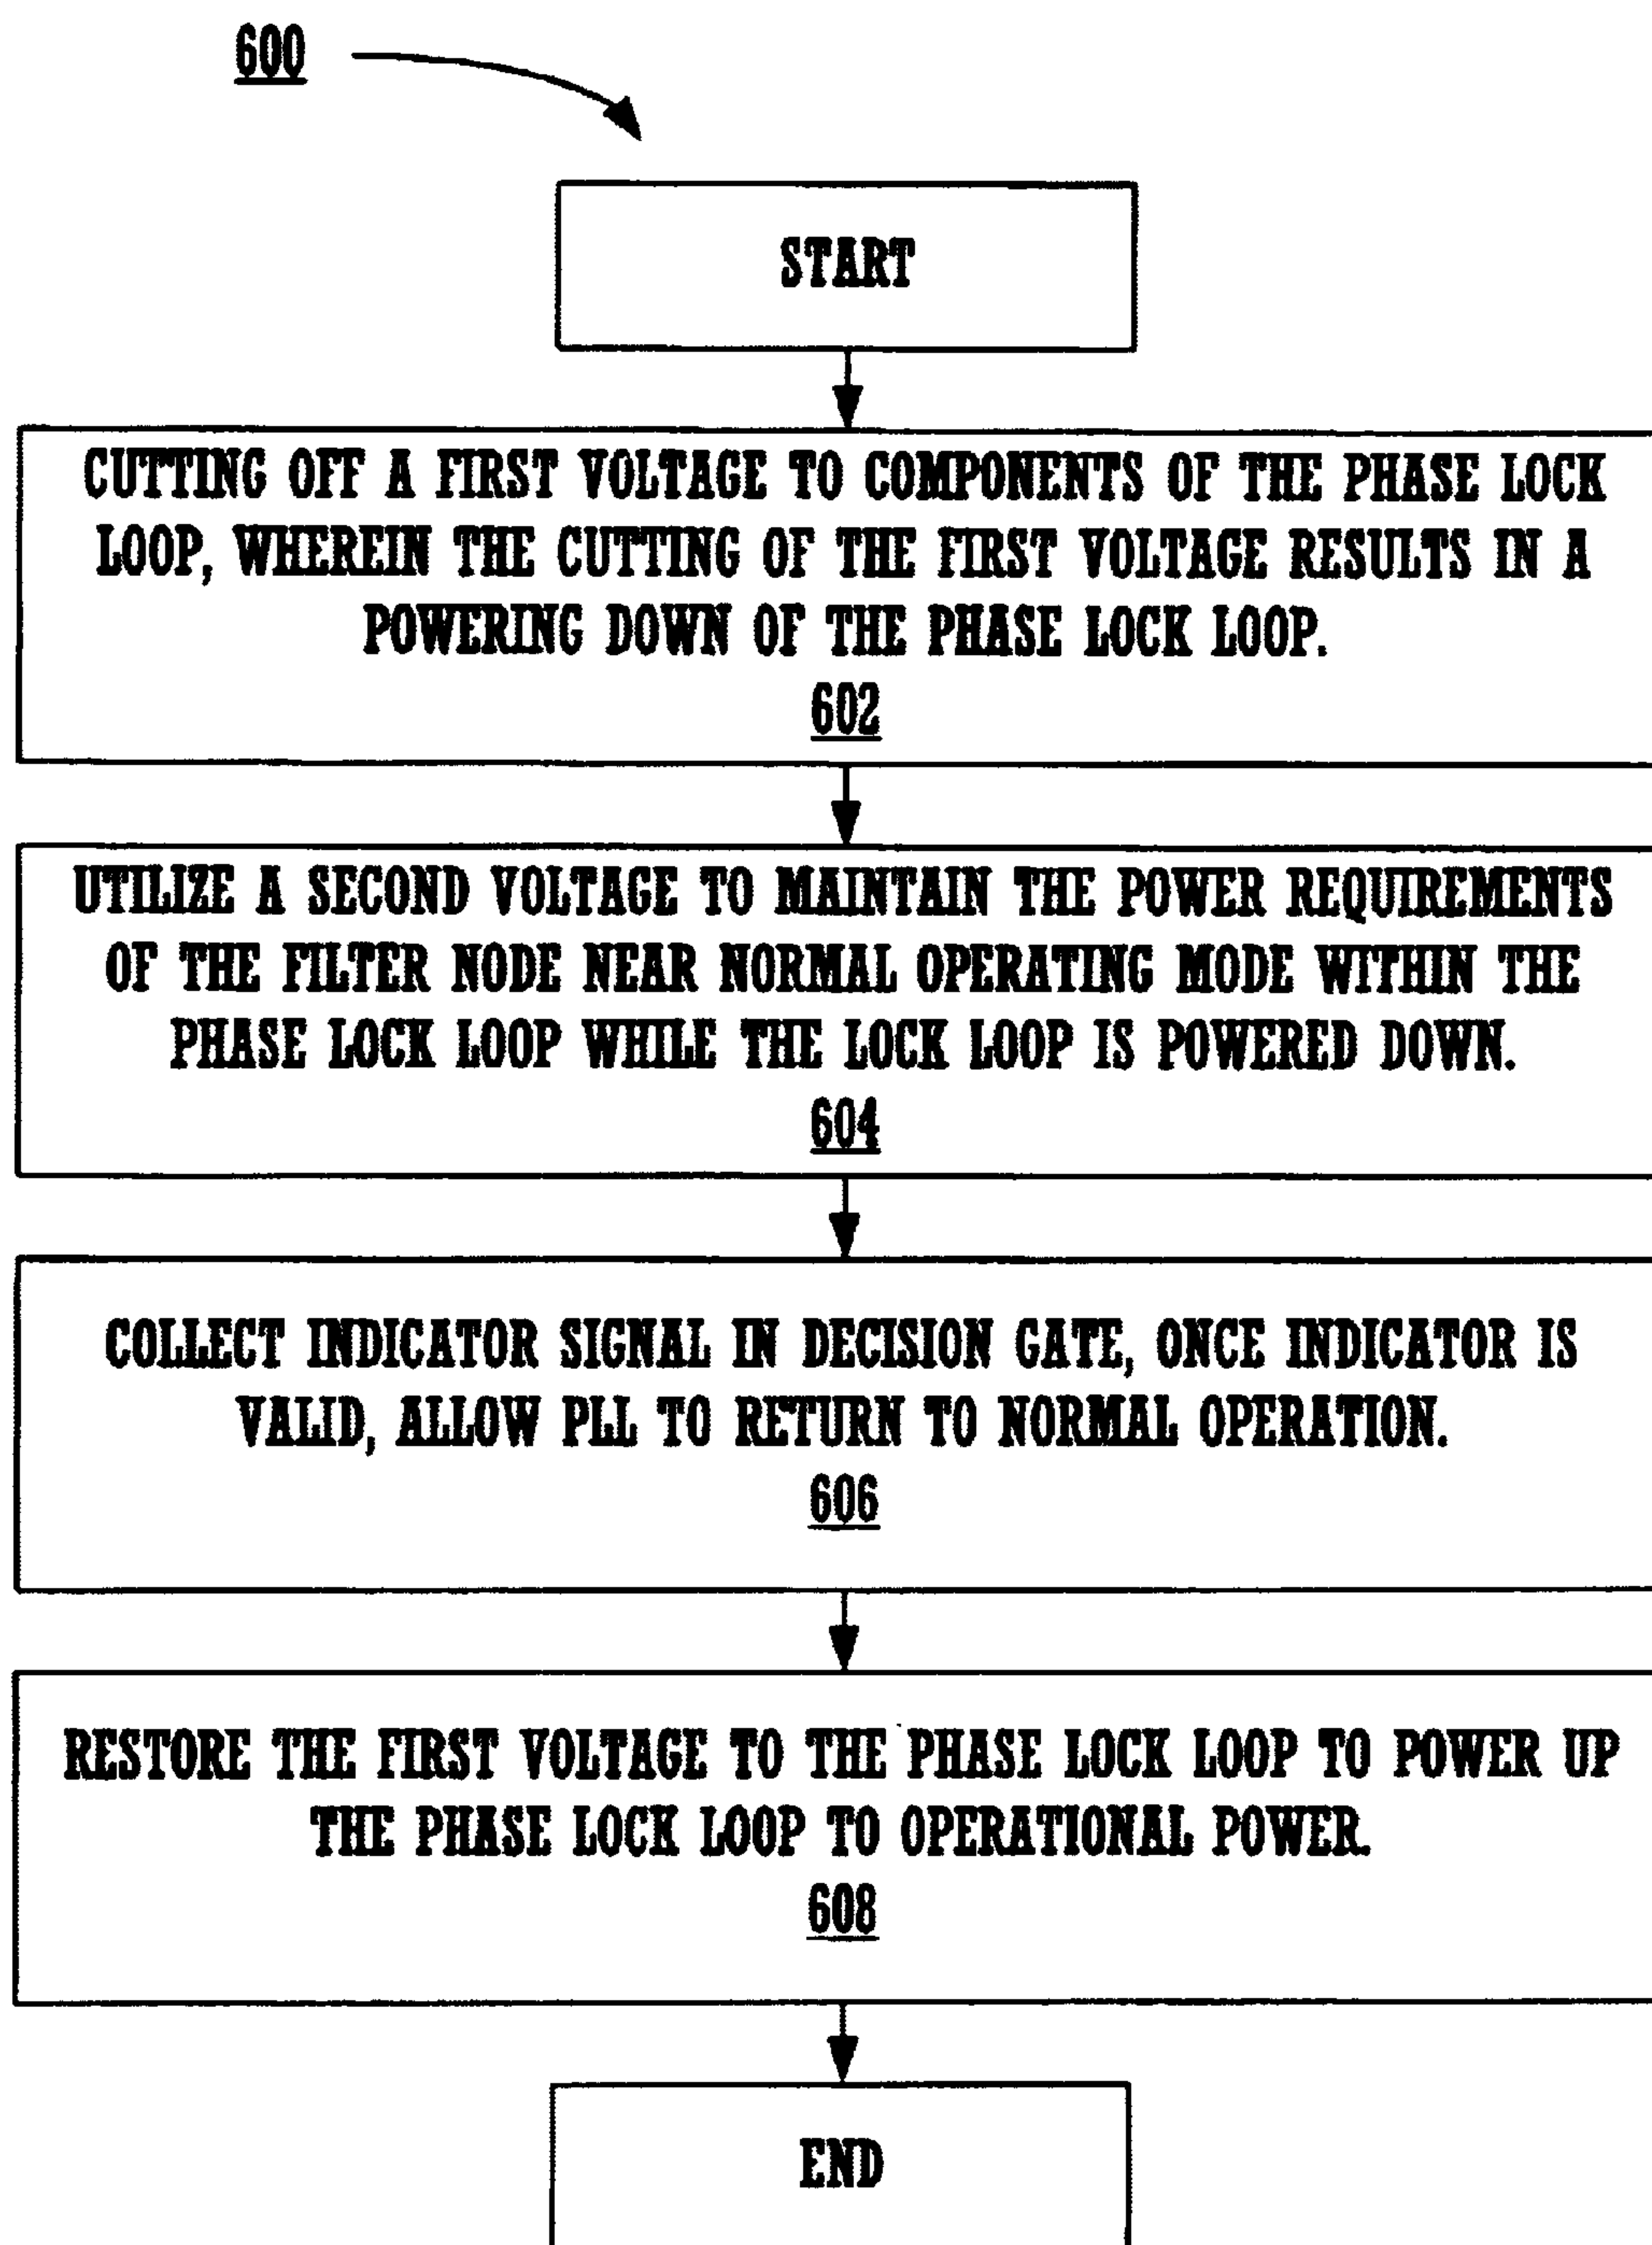 600
START
CUTTING OFF A FIRST VOLTAGE TO COMPONENTS OF THE PHASE LOCK
LOOP, WHEREIN THE CUTTING OF THE FIRST VOLTAGE RESULTS IN A
POWERING DOWN OF THE PHASE LOCK LOOP.
602
UTILIZE A SECOND VOLTAGE TO MAINTAIN THE POWER REQUIREMENTS
OF THE FILTER NODE NEAR NORMAL OPERATING MODE WITHIN THE
PHASE LOCK LOOP WHILE THE LOCK LOOP IS POWERED DOWN.
604
COLLECT INDICATOR SIGNAL IN DECISION GATE, ONCE INDICATOR IS
VALID, ALLOW PLL TO RETURN TO NORMAL OPERATION.
606
RESTORE THE FIRST VOLTAGE TO THE PHASE LOCK LOOP TO POWER UP
THE PHASE LOCK LOOP TO OPERATIONAL POWER.
608
END